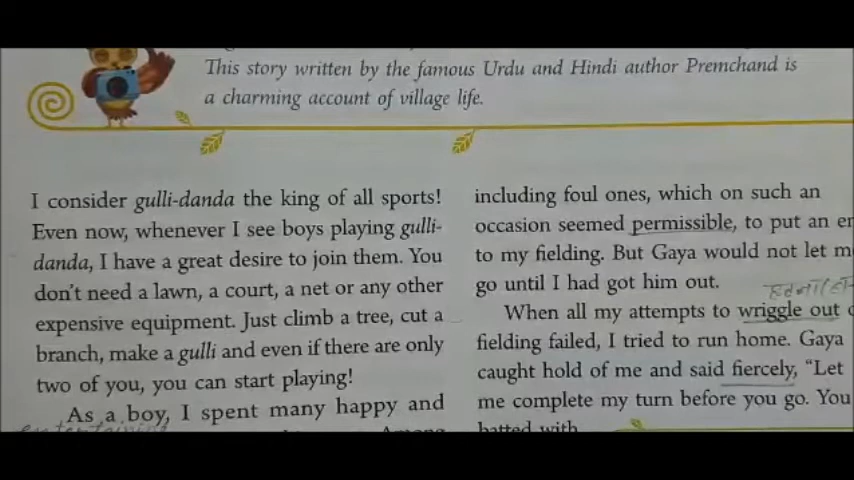 This story written by the famous Urdu and Hindi author Premchand is
a charming account of village life.
I consider gulli-danda the king of all sports!
Even now, whenever I see boys playing gulli-
danda, I have a great desire to join them. You
don't need a lawn, a court, a net or any other
expensive equipment. Just climb a tree, cut a
branch, make a gulli and even if there are only
two of you, you can start playing!
As a boy, I spent many happy and
entertaining
including foul ones, which on such an
occasion seemed permissible, to put an
to my fielding. But Gaya would not let
go until I had got him out.
When all my attempts to wriggle out
fielding failed, I tried to run home. Gaya
caught hold of me and said fiercely, "Let
me complete my turn before you go. You
batted with